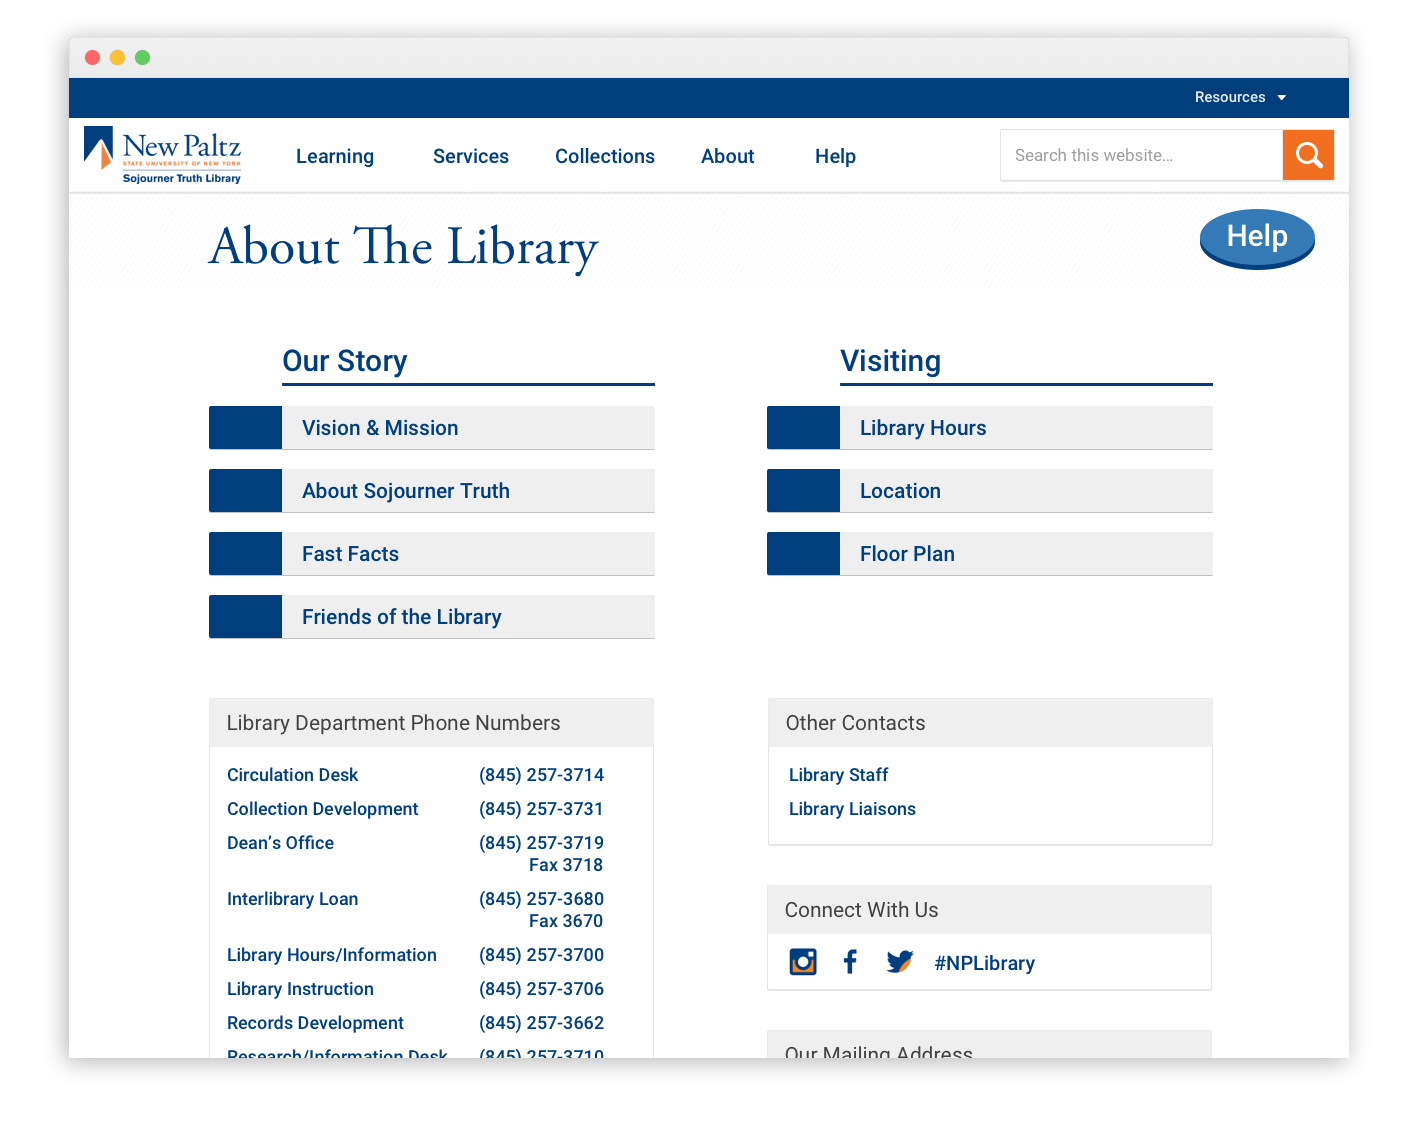 Resources
New Paltz
STATE UNIVERSITY OF NEW YORK
Sojourner Truth Library
Learning Services Collections About Help
Search this website...
About The Library
Help
Our Story
Vision & Mission
About Sojourner Truth
Fast Facts
Friends of the Library
Visiting
Library Hours
Location
Floor Plan
Library Department Phone Numbers
Circulation Desk (845) 257-3714
Collection Development (845) 257-3731
Dean’s Office (845) 257-3719
Fax 3718
Interlibrary Loan (845) 257-3680
Fax 3670
Library Hours/Information (845) 257-3700
Library Instruction (845) 257-3706
Records Development (845) 257-3662
Research/Information Desk (845) 257-3710
Other Contacts
Library Staff
Library Liaisons
Connect With Us
#NPLibrary
Our Mailing Address